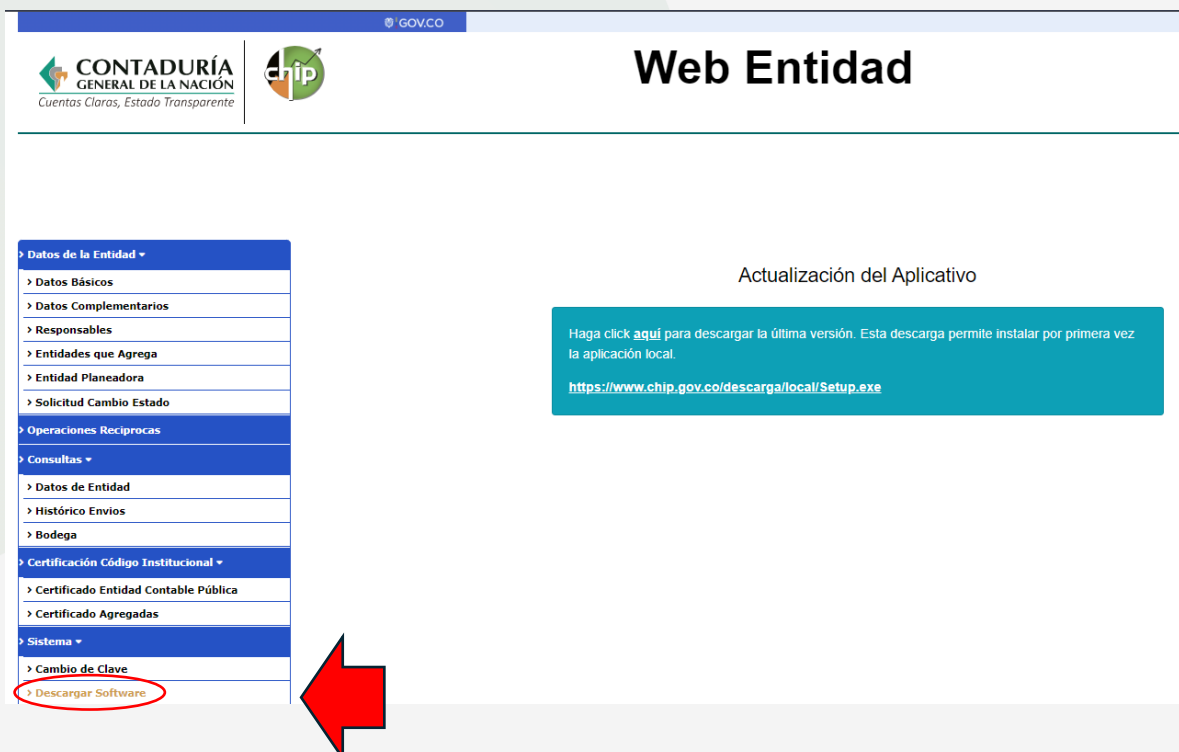 GOV.CO
CONTADURÍA
GENERAL DE LA NACIÓN
Cuentas Claras, Estado Transparente
chip
Web Entidad
› Datos de la Entidad
› Datos Básicos
› Datos Complementarios
› Responsables
› Entidades que Agrega
› Entidad Planeadora
› Solicitud Cambio Estado
› Operaciones Reciprocas
› Consultas
› Datos de Entidad
› Histórico Envios
› Bodega
› Certificación Código Institucional
› Certificado Entidad Contable Pública
› Certificado Agregadas
› Sistema
› Cambio de Clave
› Descargar Software
Actualización del Aplicativo
Haga click aquí para descargar la última versión. Esta descarga permite instalar por primera vez
la aplicación local.
https://www.chip.gov.co/descarga/local/Setup.exe